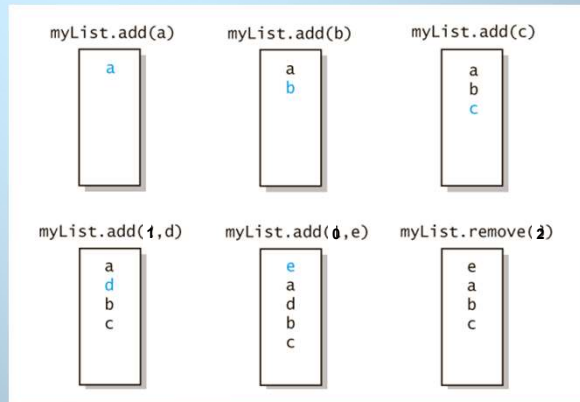 myList.add(a)
a
myList.add(b)
a
b
myList.add(c)
a
b
c
myList.add(1,d)
a
d
b
c
myList.add(0,e)
e
a
d
b
c
myList.remove(2)
e
a
b
c